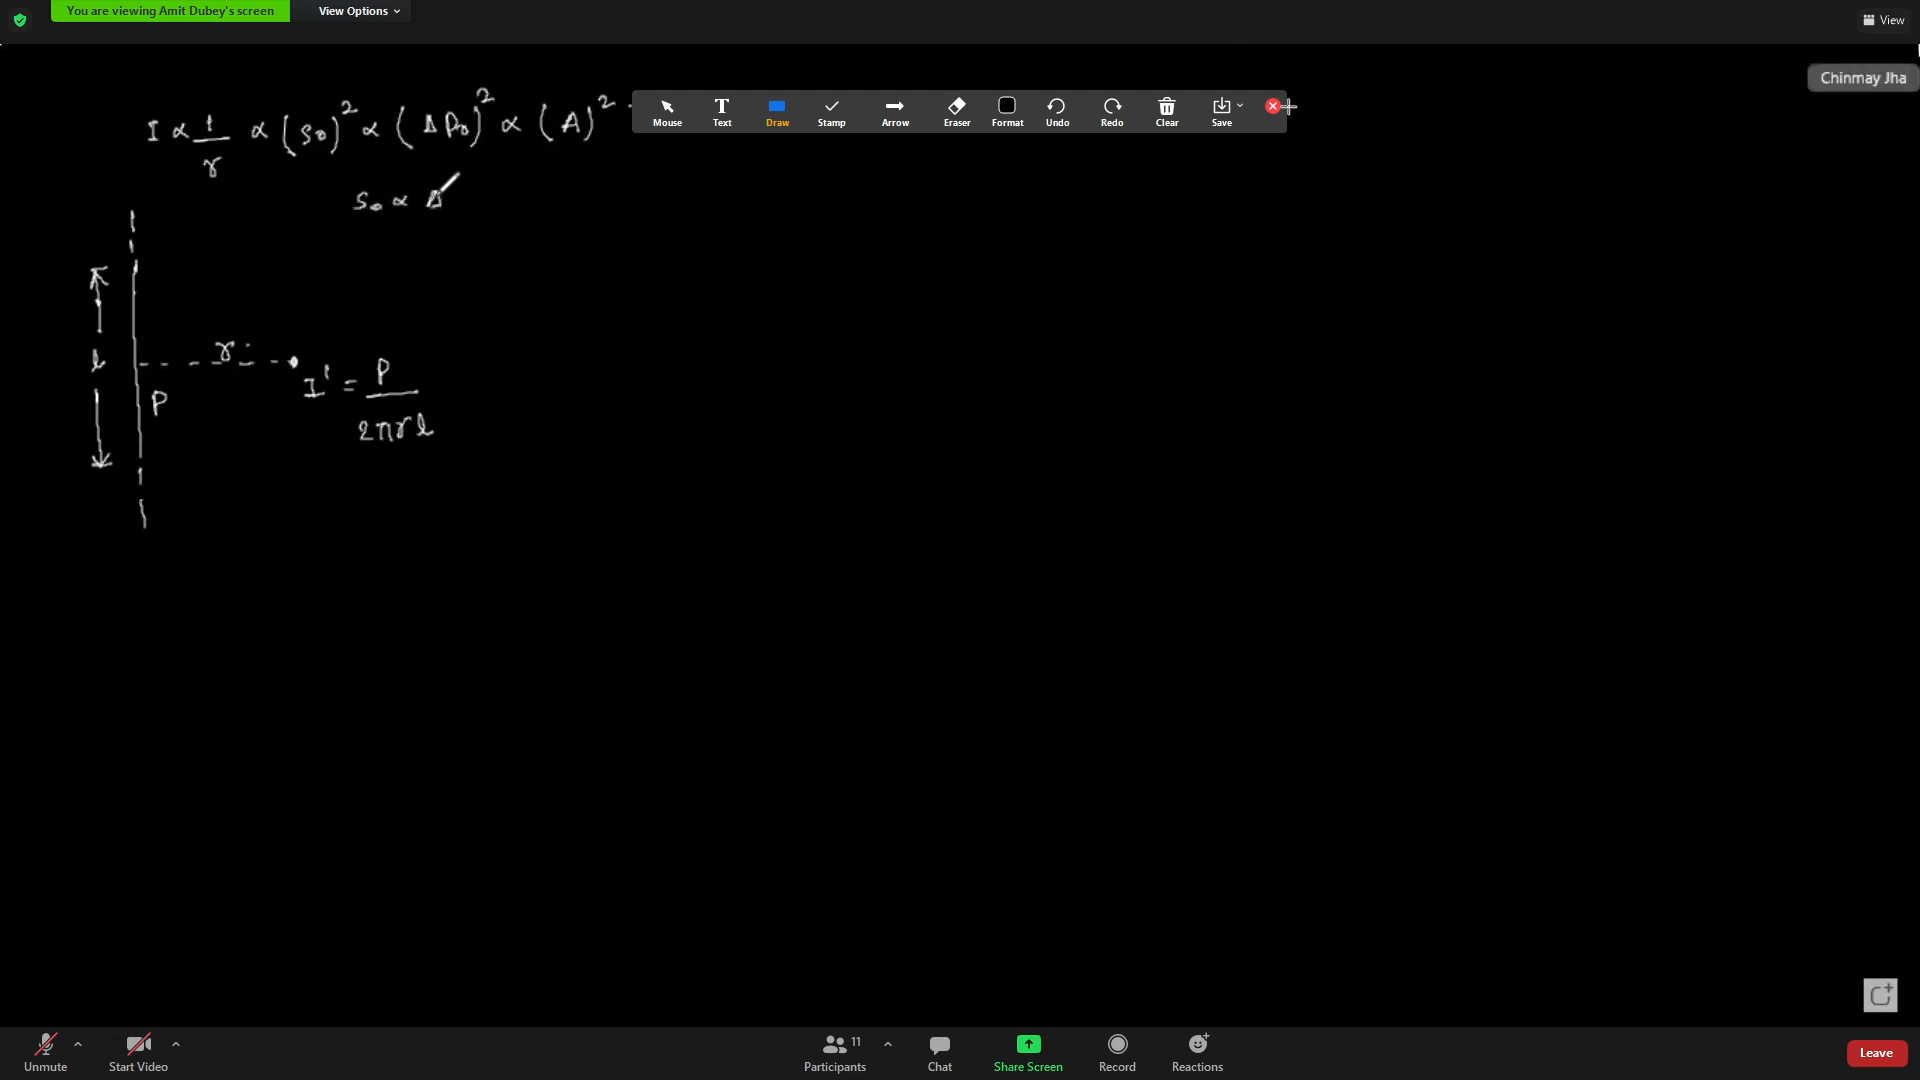 You are viewing Amit Dubey's screen View Options
View
Chinmay Jha
I ∝ 1/r ∝ (S₀)² ∝ (ΔP₀)² ∝ (A)²
Mouse Text Draw Stamp Arrow Eraser Format Undo Redo Clear Save
S₀ ∝ Δ
r
l
I' = P/2πrl
P
Unmute Start Video Participants 11 Chat Share Screen Record Reactions Leave